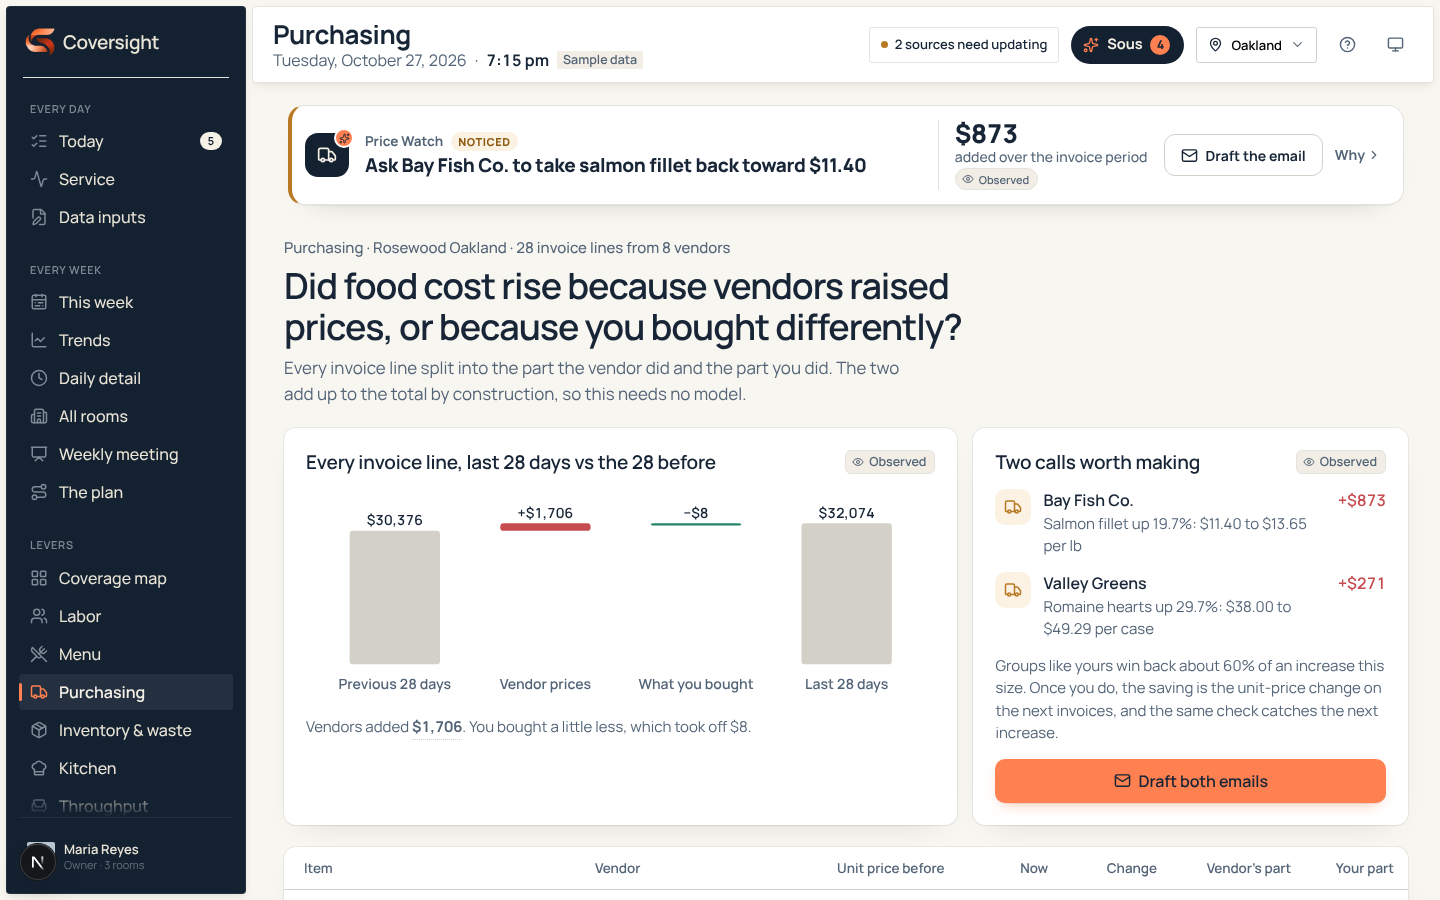 Coversight
EVERY DAY
Today 5
Service
Data inputs
EVERY WEEK
This week
Trends
Daily detail
All rooms
Weekly meeting
The plan
LEVERS
Coverage map
Labor
Menu
Purchasing
Inventory & waste
Kitchen
Throughput
N
Maria Reyes
Owner · 3 rooms
Purchasing
Tuesday, October 27, 2026 · 7:15 pm Sample data
2 sources need updating
Sous 4
Oakland
Price Watch NOTICED
Ask Bay Fish Co. to take salmon fillet back toward $11.40
$873
added over the invoice period
Observed
Draft the email
Why
Purchasing · Rosewood Oakland · 28 invoice lines from 8 vendors
Did food cost rise because vendors raised
prices, or because you bought differently?
Every invoice line split into the part the vendor did and the part you did. The two
add up to the total by construction, so this needs no model.
Every invoice line, last 28 days vs the 28 before
Observed
$30,376
+$1,706
−$8
$32,074
Previous 28 days
Vendor prices
What you bought
Last 28 days
Vendors added $1,706. You bought a little less, which took off $8.
Two calls worth making
Observed
Bay Fish Co. +$873
Salmon fillet up 19.7%: $11.40 to $13.65
per lb
Valley Greens +$271
Romaine hearts up 29.7%: $38.00 to
$49.29 per case
Groups like yours win back about 60% of an increase this
size. Once you do, the saving is the unit-price change on
the next invoices, and the same check catches the next
increase.
Draft both emails
Item Vendor Unit price before Now Change Vendor's part Your part